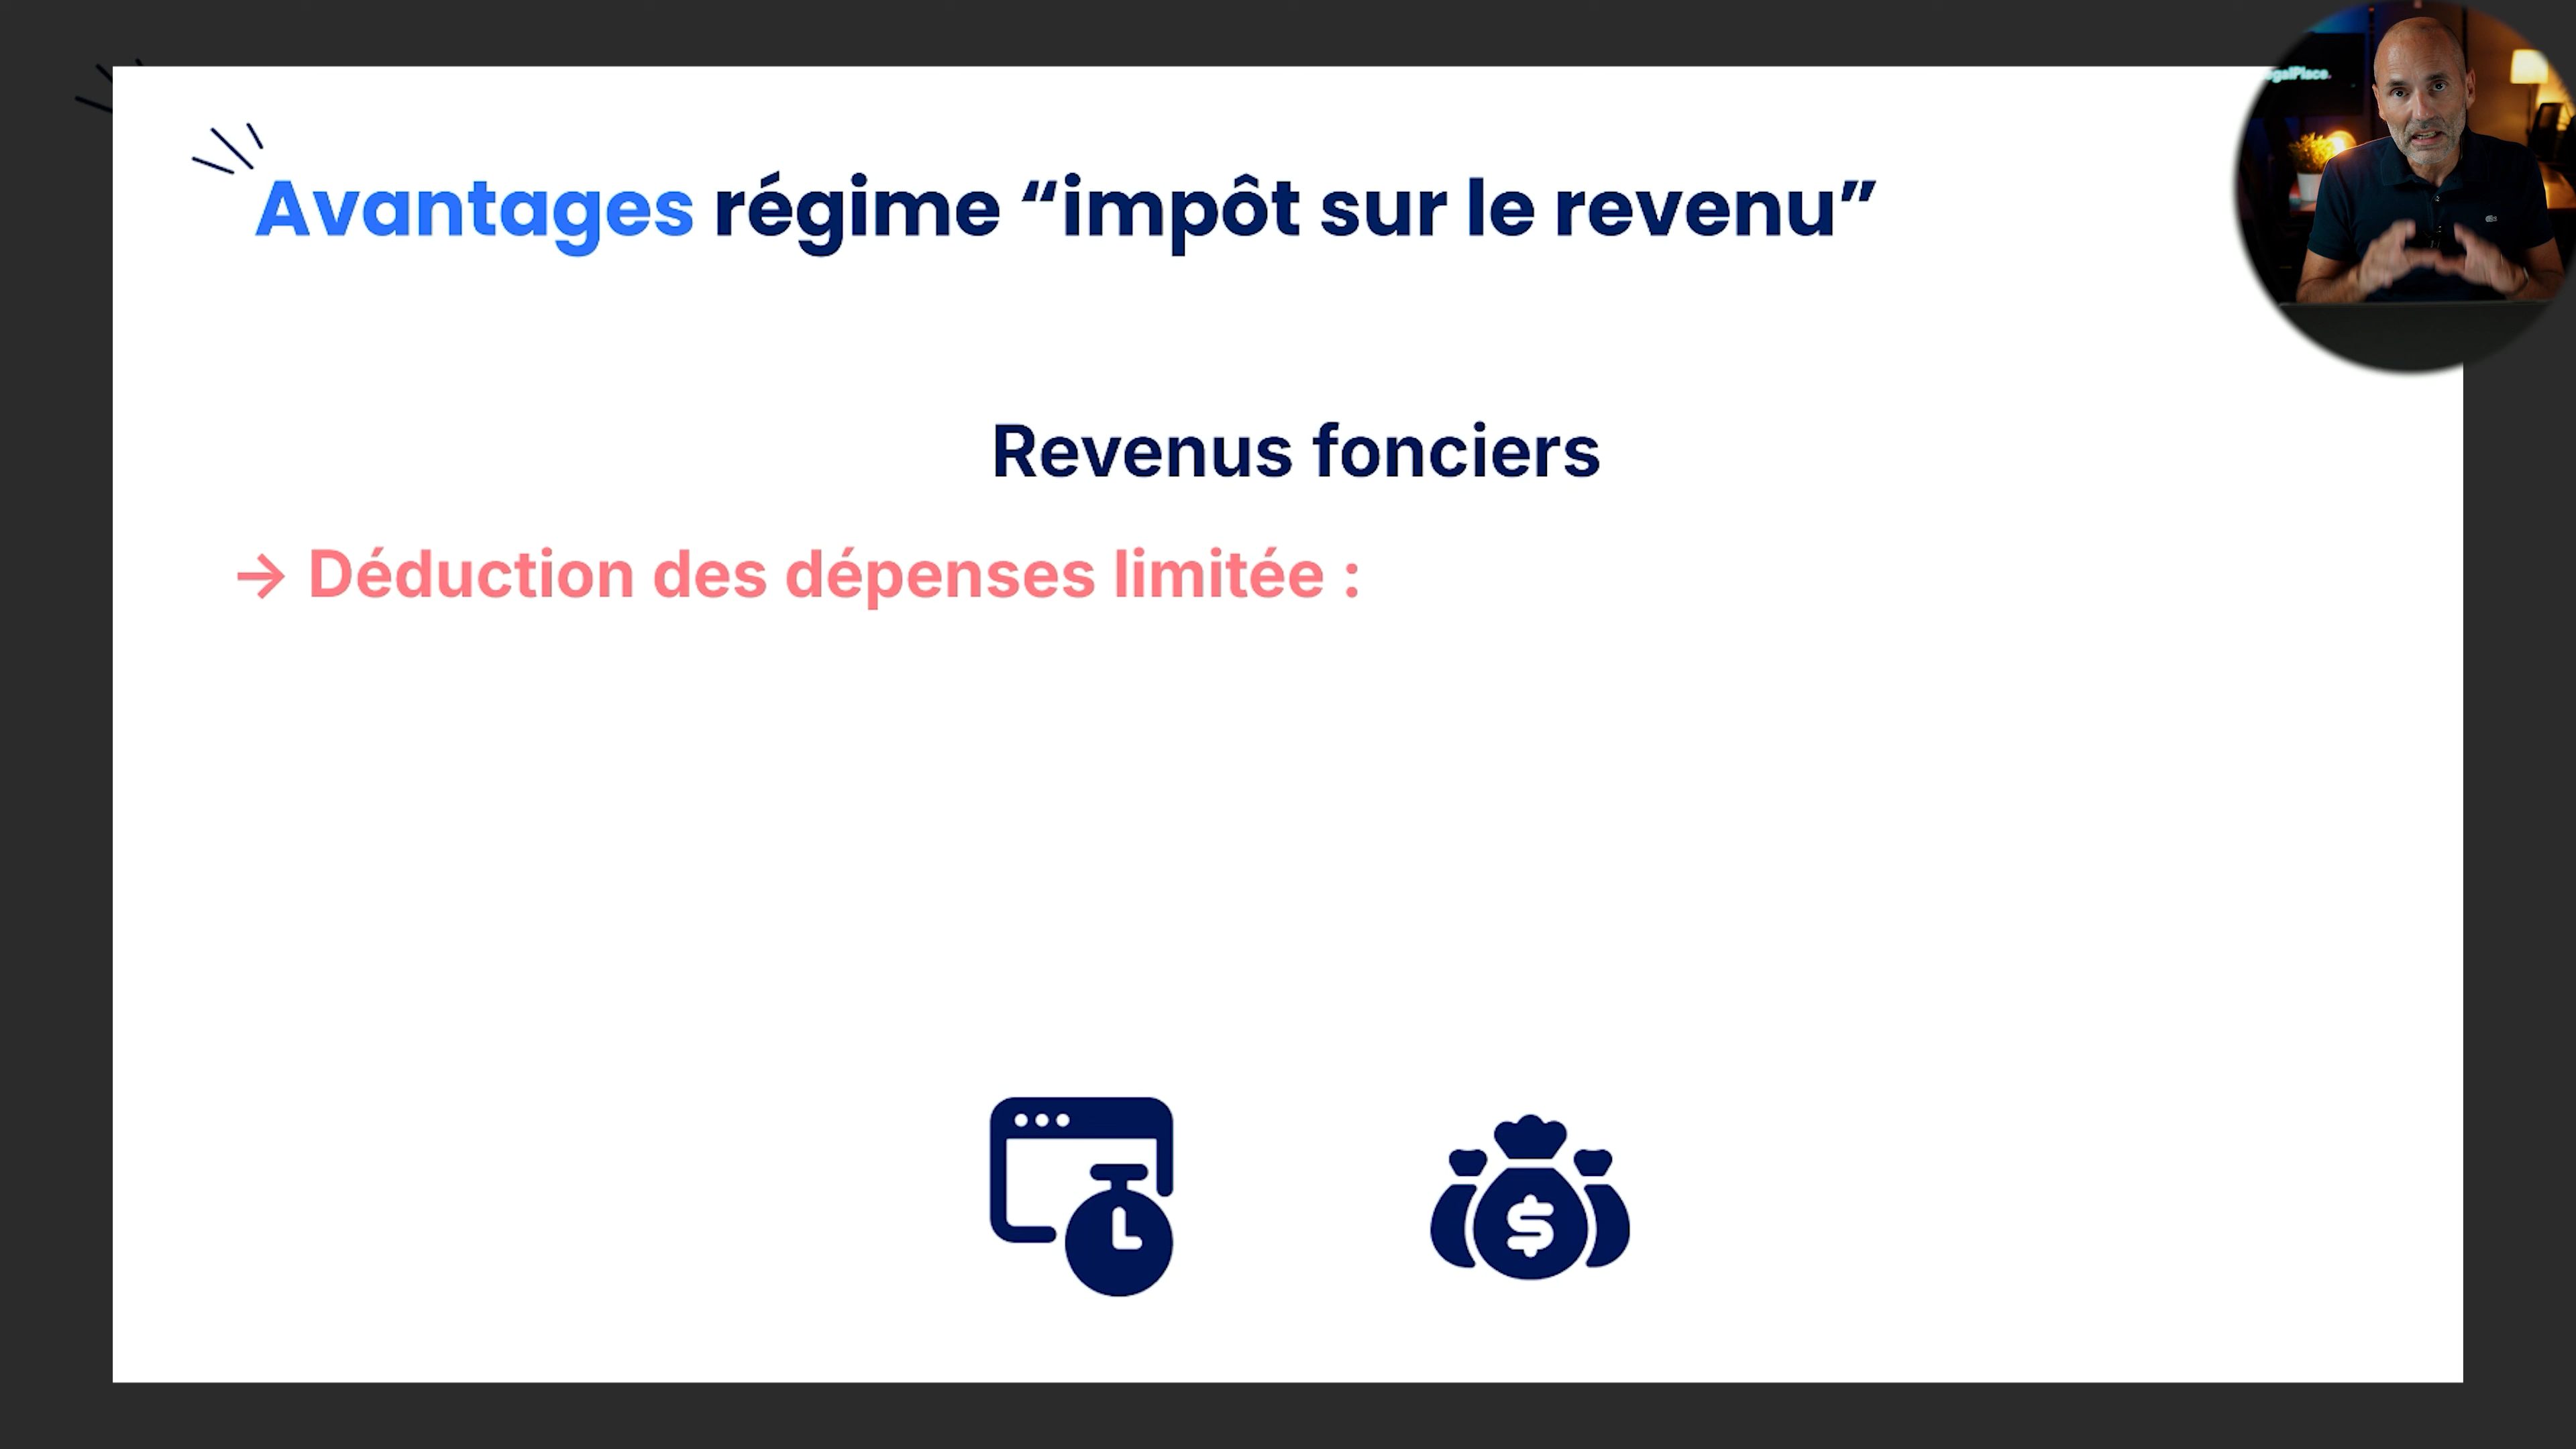 Avantages régime “impôt sur le revenu”
Revenus fonciers
→ Déduction des dépenses limitée :
$